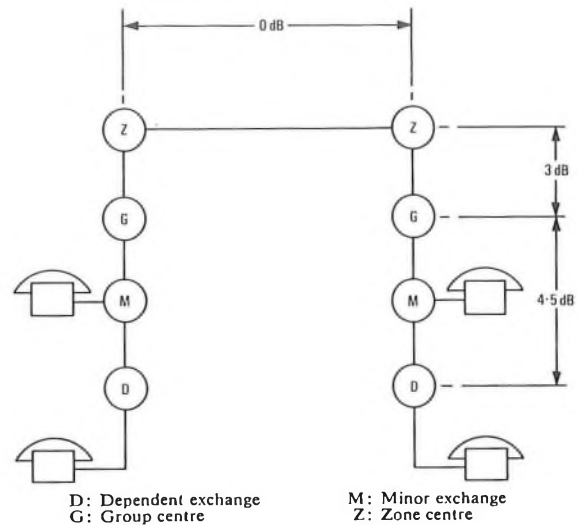 0 dB
Z
Z
3 dB
G
G
4·5 dB
M
M
D
D
D: Dependent exchange
M: Minor exchange
G: Group centre
Z: Zone centre